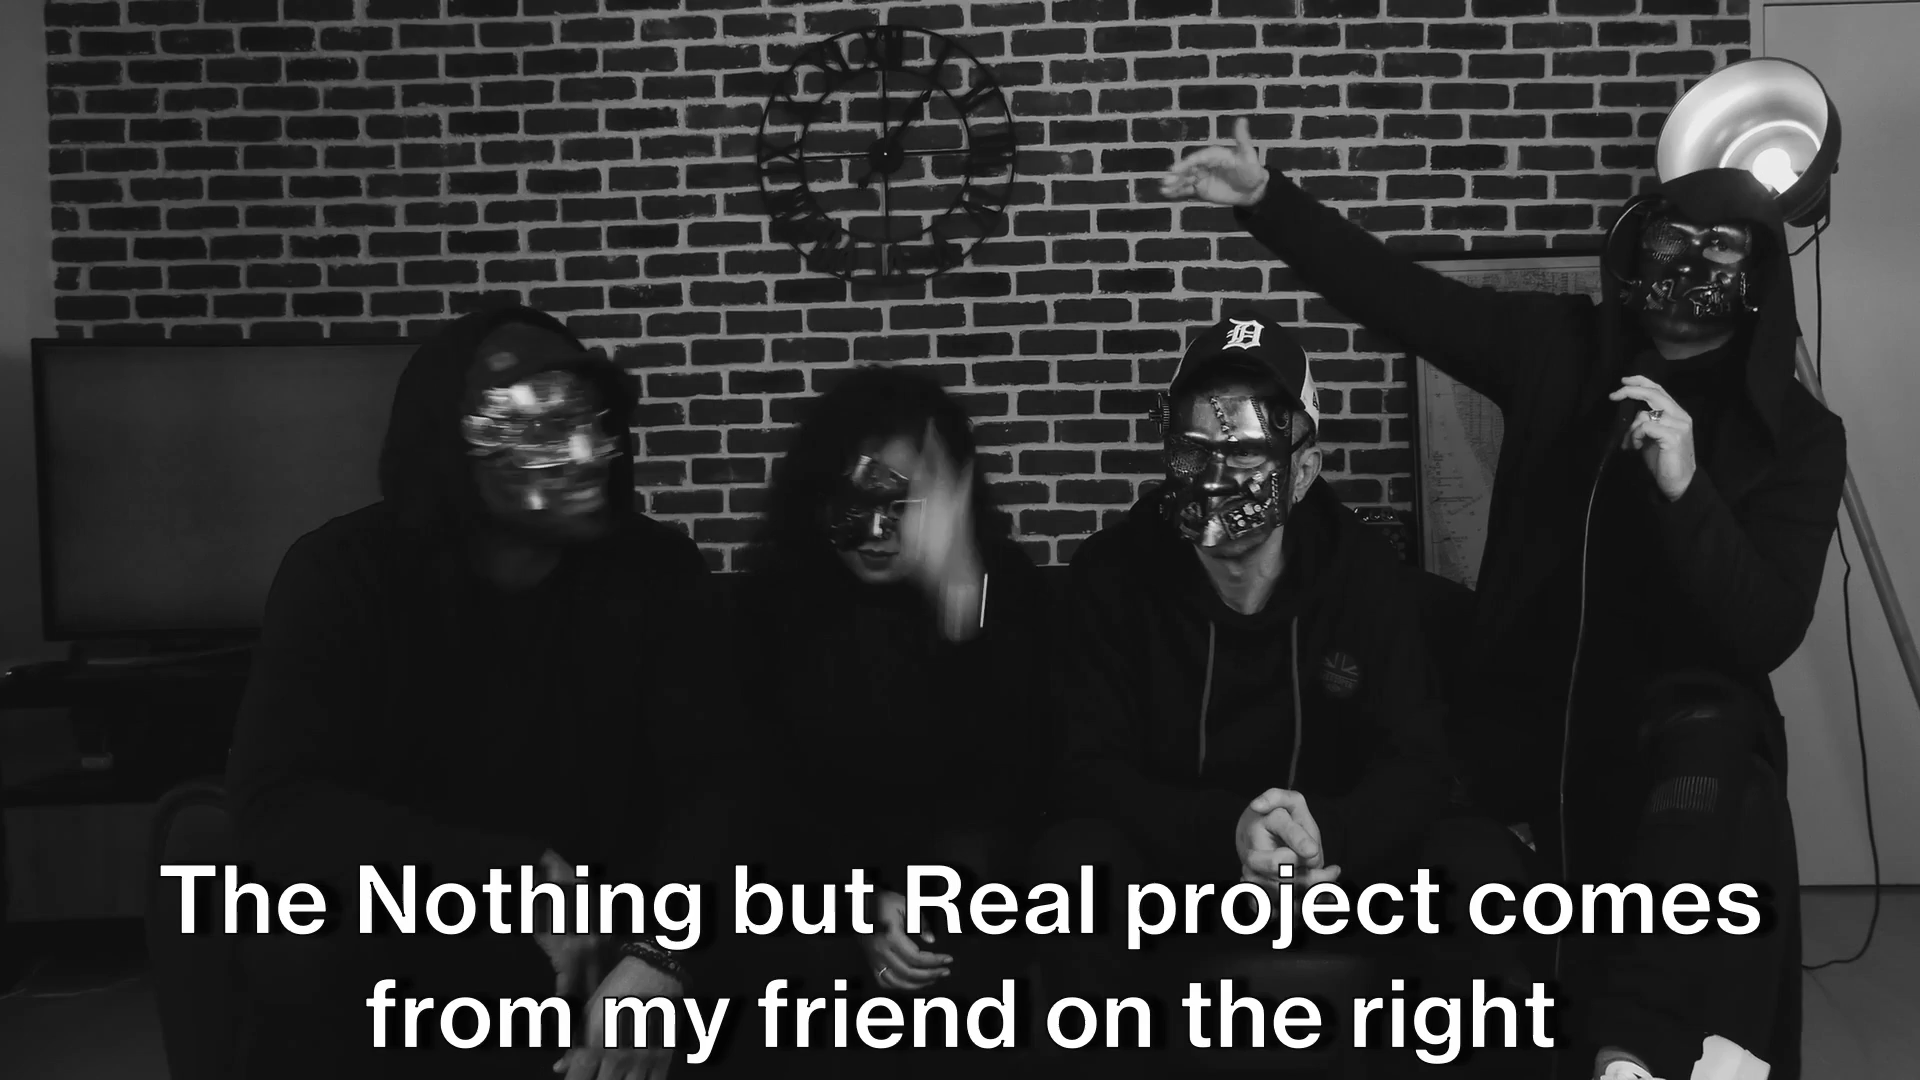 D
The Nothing but Real project comes
from my friend on the right